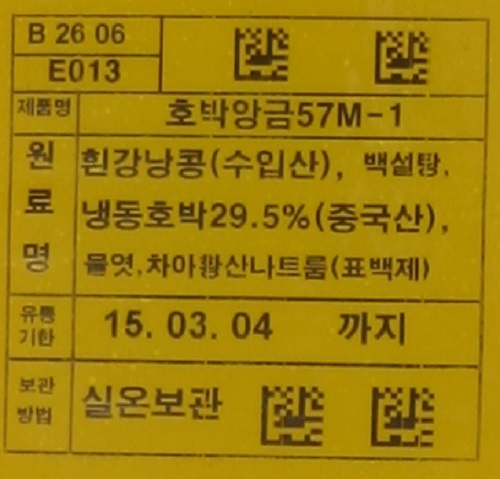 B 26 06
E013
제품명 호박앙금57M-1
원료명 흰강낭콩(수입산), 백설탕,
냉동호박29.5%(중국산),
물엿,차아황산나트륨(표백제)
유통기한 15. 03. 04 까지
보관방법 실온보관